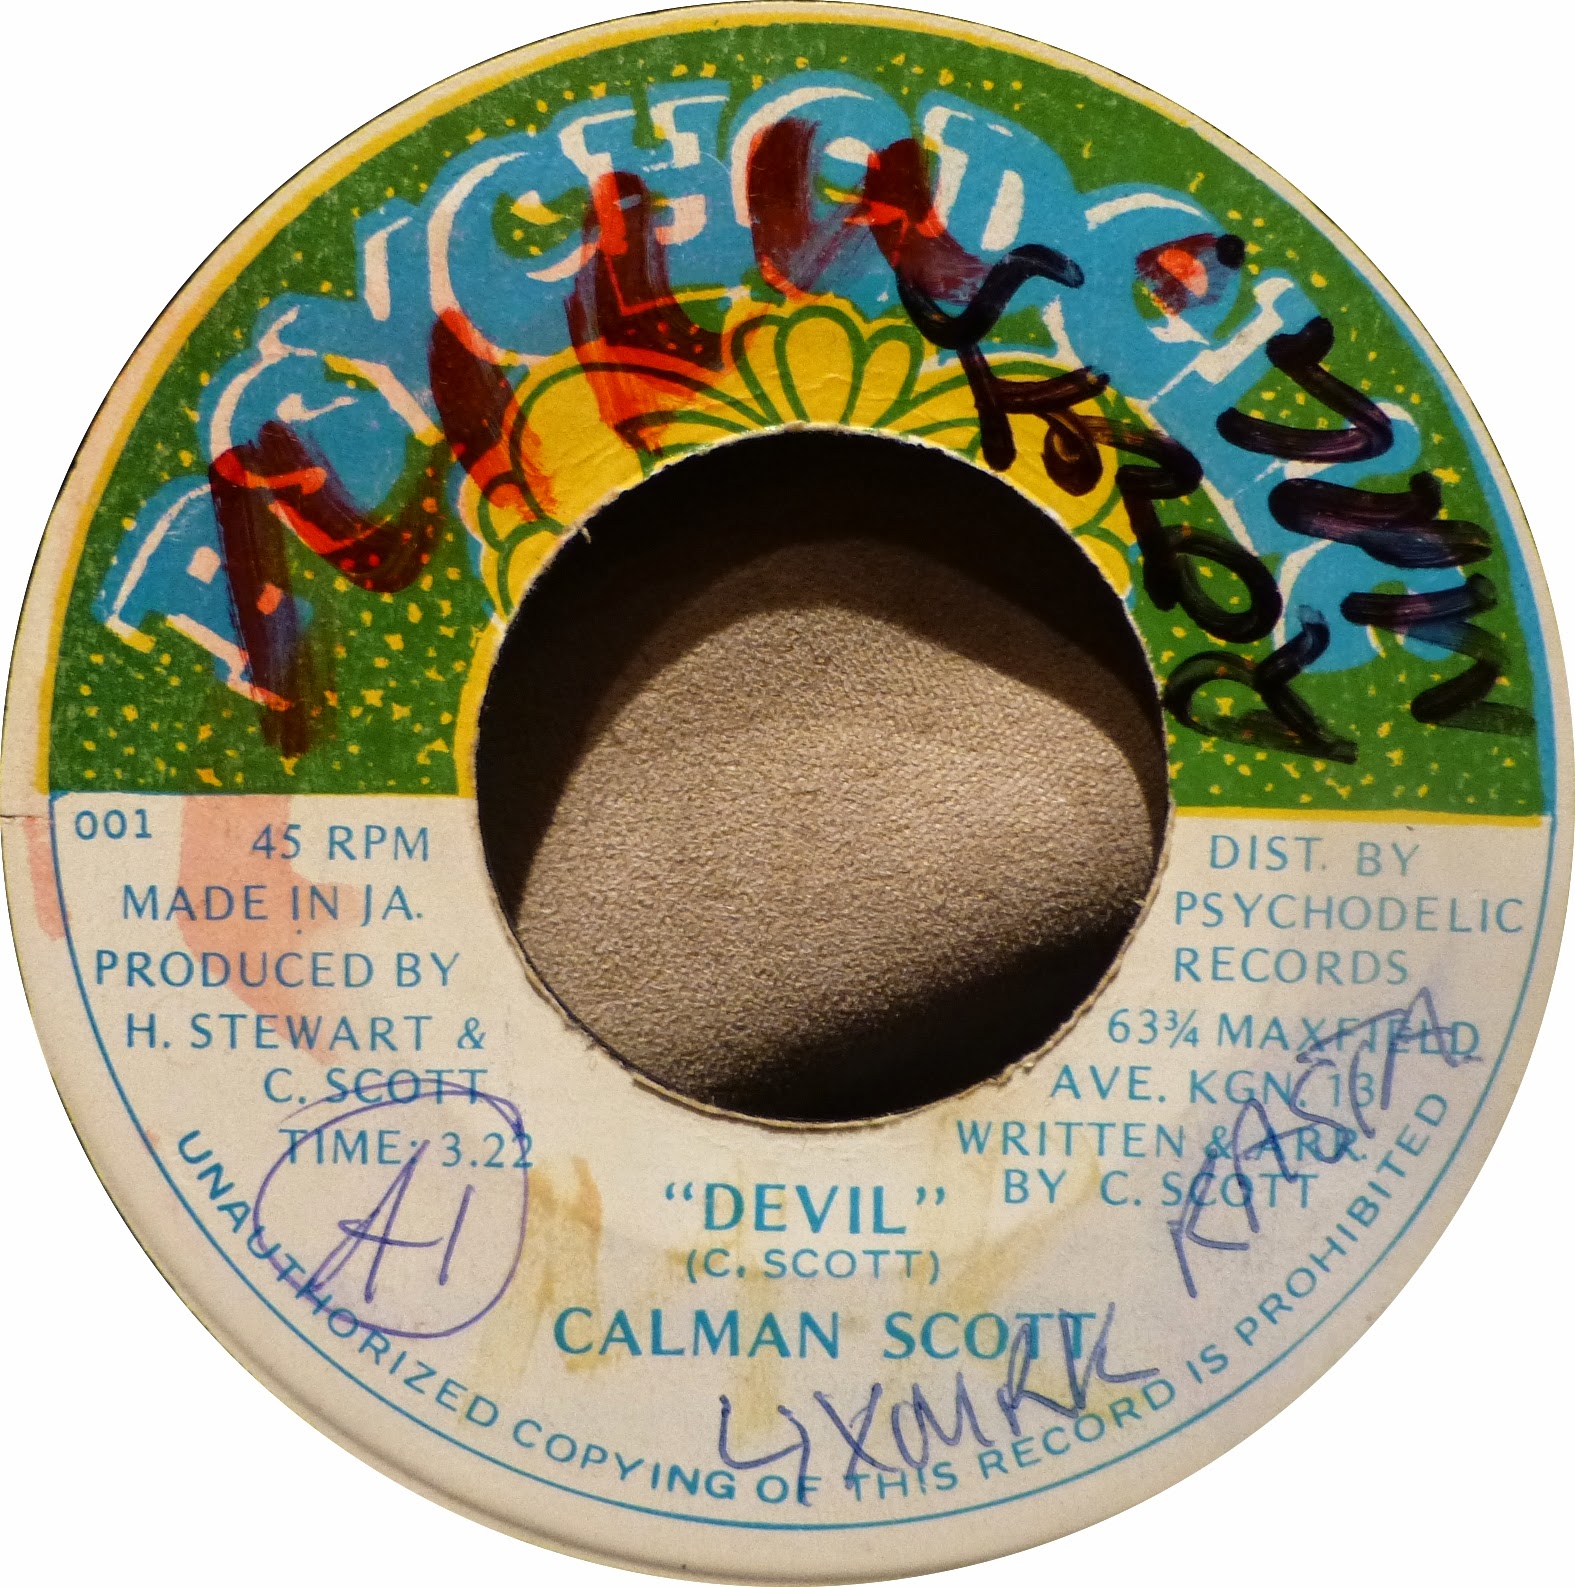 PSYCHODELIC
001
45 RPM
MADE IN JA.
PRODUCED BY
H. STEWART &
C. SCOTT
TIME: 3.22
DIST. BY
PSYCHODELIC
RECORDS
63¾ MAXFIELD
AVE. KGN. 13
WRITTEN & ARR.
BY C. SCOTT
"DEVIL"
(C. SCOTT)
CALMAN SCOTT
A1
RASTA
UNAUTHORIZED COPYING OF THIS RECORD IS PROHIBITED